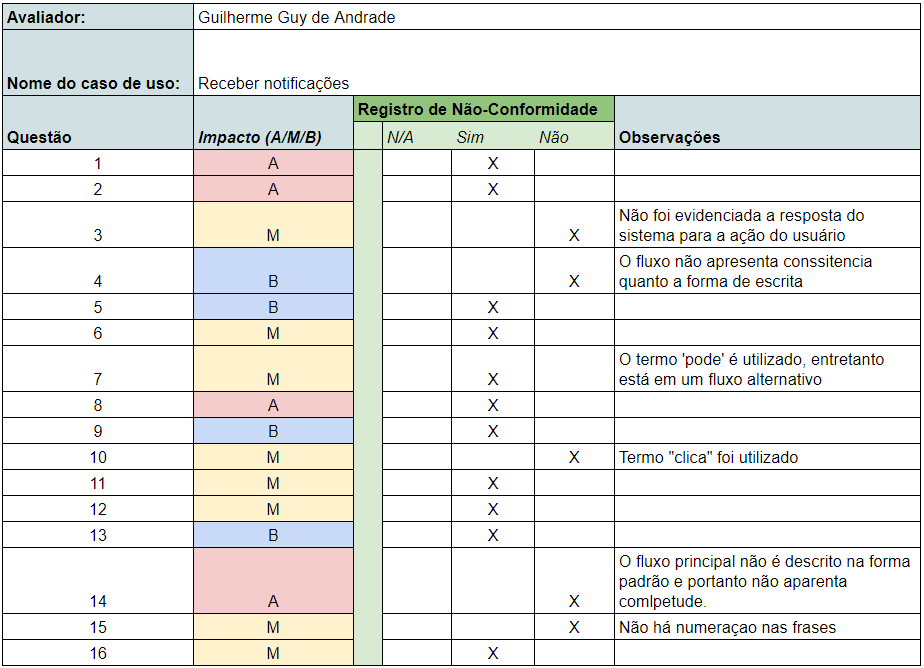 Avaliador: Guilherme Guy de Andrade
Nome do caso de uso: Receber notificações
Registro de Não-Conformidade
Questão Impacto (A/M/B) N/A Sim Não Observações
1 A X
2 A X
3 M X Não foi evidenciada a resposta do
sistema para a ação do usuário
4 B X O fluxo não apresenta conssitencia
quanto a forma de escrita
5 B X
6 M X
7 M X O termo 'pode' é utilizado, entretanto
está em um fluxo alternativo
8 A X
9 B X
10 M X Termo "clica" foi utilizado
11 M X
12 M X
13 B X
14 A X O fluxo principal não é descrito na forma
padrão e portanto não aparenta
comlpetude.
15 M X Não há numeraçao nas frases
16 M X